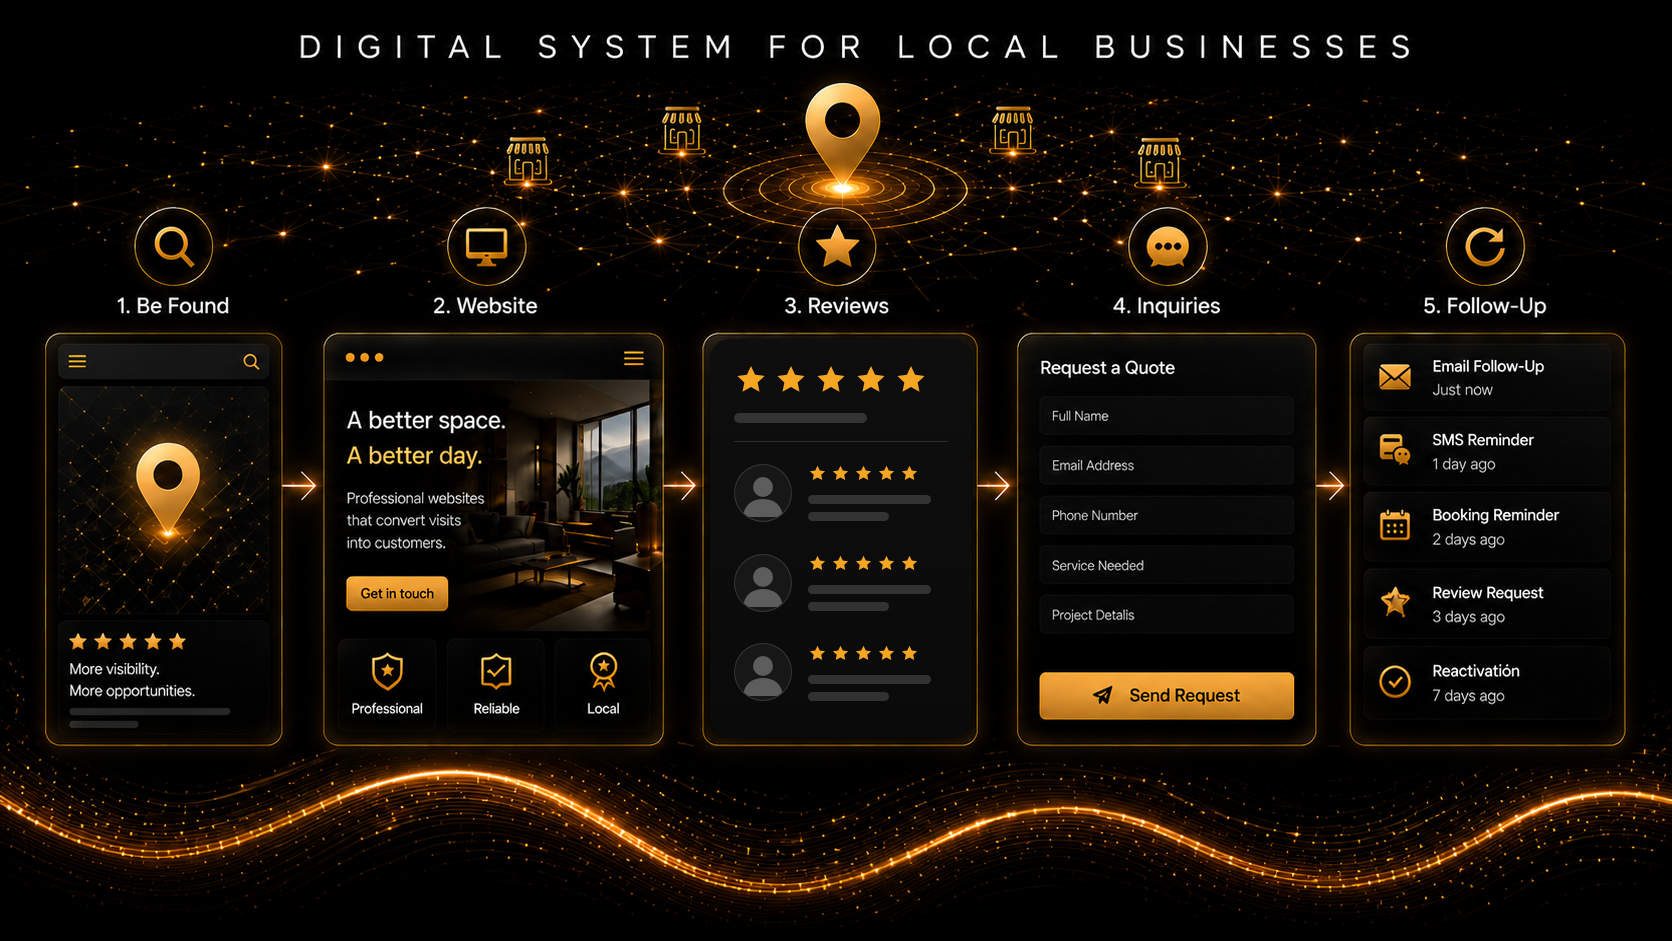 DIGITAL SYSTEM FOR LOCAL BUSINESSES
1. Be Found
2. Website
3. Reviews
4. Inquiries
5. Follow-Up
More visibility.
More opportunities.
A better space.
A better day.
Professional websites
that convert visits
into customers.
Get in touch
Professional
Reliable
Local
Request a Quote
Full Name
Email Address
Phone Number
Service Needed
Project Detalis
Send Request
Email Follow-Up
Just now
SMS Reminder
1 day ago
Booking Reminder
2 days ago
Review Request
3 days ago
Reactivatión
7 days ago